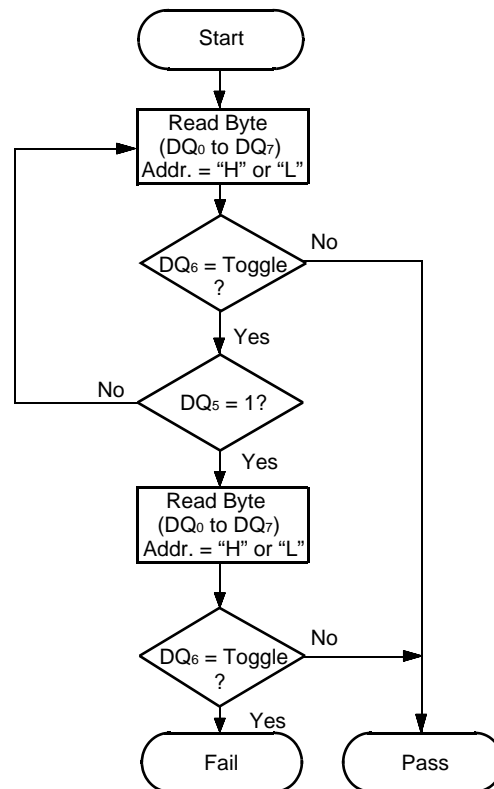 Start
Read Byte
(DQ0 to DQ7)
Addr. = “H” or “L”
No
DQ6 = Toggle
?
Yes
No
DQ5 = 1?
Yes
Read Byte
(DQ0 to DQ7)
Addr. = “H” or “L”
No
DQ6 = Toggle
?
Yes
Fail
Pass